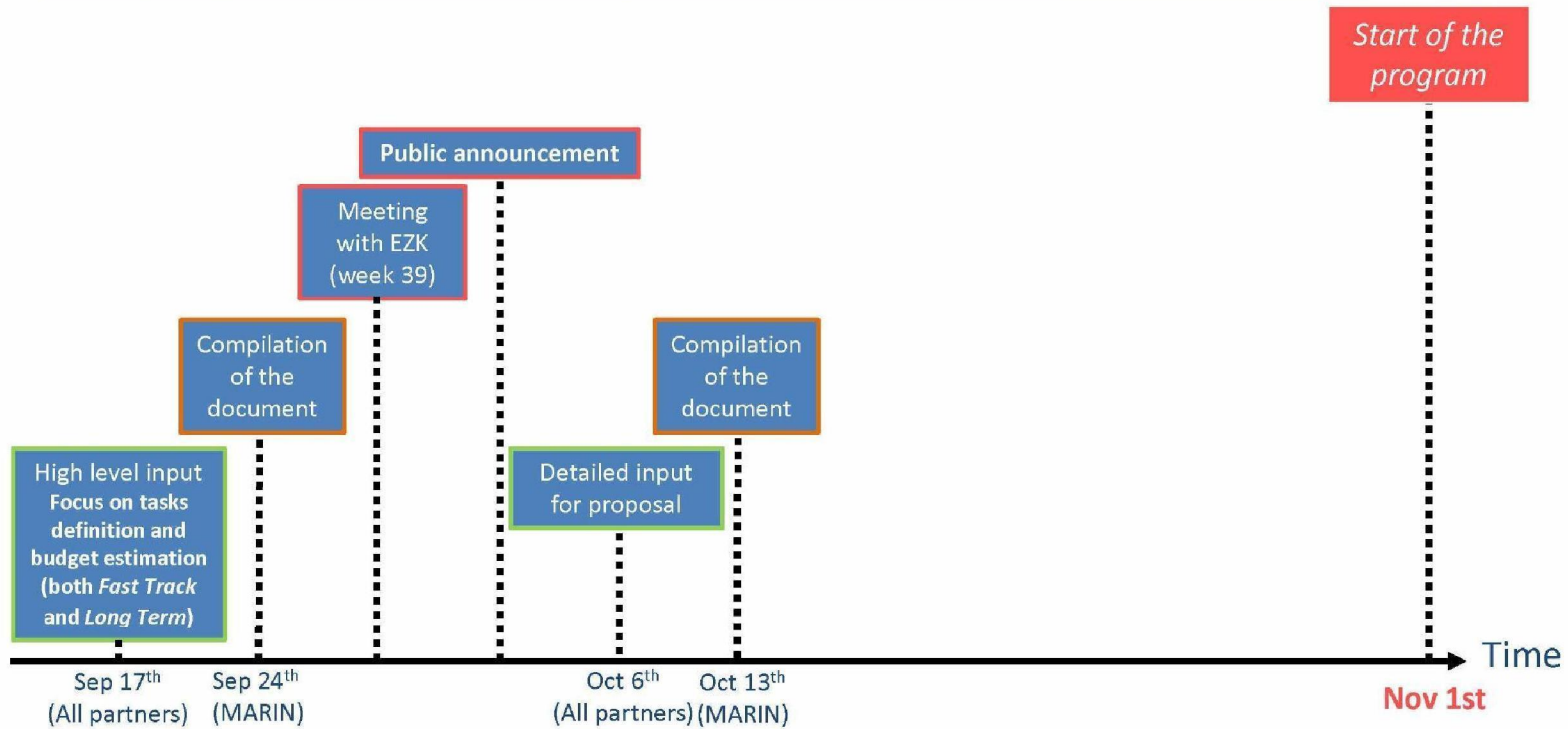 Start of the
program
Public announcement
Meeting
with EZK
(week 39)
Compilation
of the
document
Compilation
of the
document
High level input
Focus on tasks
definition and
budget estimation
(both Fast Track
and Long Term)
Detailed input
for proposal
Time
Sep 17th
(All partners)
Sep 24th
(MARIN)
Oct 6th
(All partners)
Oct 13th
(MARIN)
Nov 1st